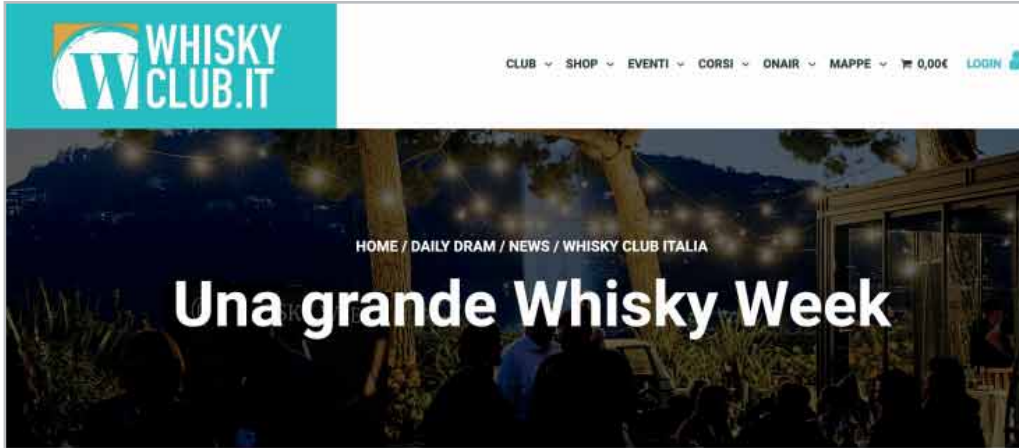 WHISKY
CLUB.IT
CLUB SHOP EVENTI CORSI ONAIR MAPPE 0,00€ LOGIN
HOME / DAILY DRAM / NEWS / WHISKY CLUB ITALIA
Una grande Whisky Week